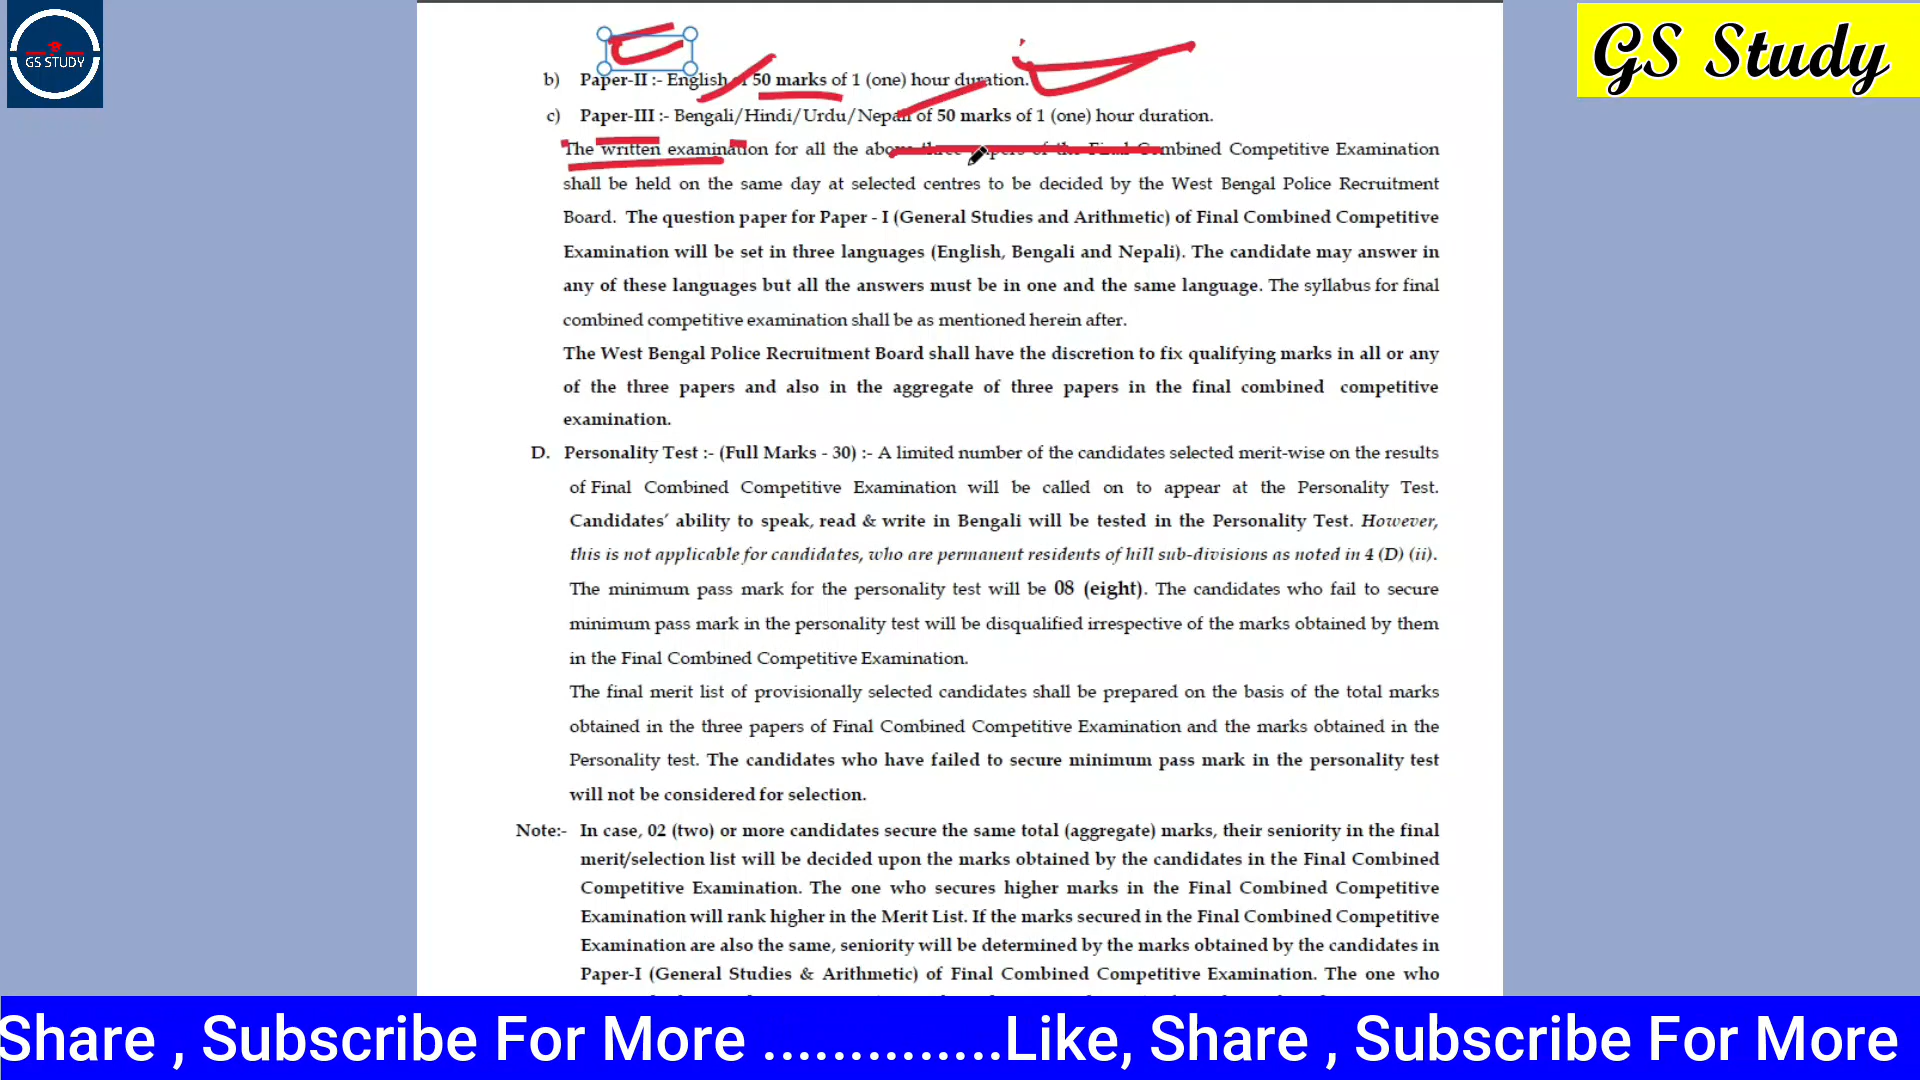 GS STUDY
GS Study
b) Paper-II :- English of 50 marks of 1 (one) hour duration.
c) Paper-III :- Bengali/Hindi/Urdu/Nepali of 50 marks of 1 (one) hour duration.
The written examination for all the above three papers of the Final Combined Competitive Examination
shall be held on the same day at selected centres to be decided by the West Bengal Police Recruitment
Board. The question paper for Paper - I (General Studies and Arithmetic) of Final Combined Competitive
Examination will be set in three languages (English, Bengali and Nepali). The candidate may answer in
any of these languages but all the answers must be in one and the same language. The syllabus for final
combined competitive examination shall be as mentioned herein after.
The West Bengal Police Recruitment Board shall have the discretion to fix qualifying marks in all or any
of the three papers and also in the aggregate of three papers in the final combined competitive
examination.
D. Personality Test :- (Full Marks - 30) :- A limited number of the candidates selected merit-wise on the results
of Final Combined Competitive Examination will be called on to appear at the Personality Test.
Candidates' ability to speak, read & write in Bengali will be tested in the Personality Test. However,
this is not applicable for candidates, who are permanent residents of hill sub-divisions as noted in 4 (D) (ii).
The minimum pass mark for the personality test will be 08 (eight). The candidates who fail to secure
minimum pass mark in the personality test will be disqualified irrespective of the marks obtained by them
in the Final Combined Competitive Examination.
The final merit list of provisionally selected candidates shall be prepared on the basis of the total marks
obtained in the three papers of Final Combined Competitive Examination and the marks obtained in the
Personality test. The candidates who have failed to secure minimum pass mark in the personality test
will not be considered for selection.
Note:- In case, 02 (two) or more candidates secure the same total (aggregate) marks, their seniority in the final
merit/selection list will be decided upon the marks obtained by the candidates in the Final Combined
Competitive Examination. The one who secures higher marks in the Final Combined Competitive
Examination will rank higher in the Merit List. If the marks secured in the Final Combined Competitive
Examination are also the same, seniority will be determined by the marks obtained by the candidates in
Paper-I (General Studies & Arithmetic) of Final Combined Competitive Examination. The one who
Share , Subscribe For More ..............Like, Share , Subscribe For More